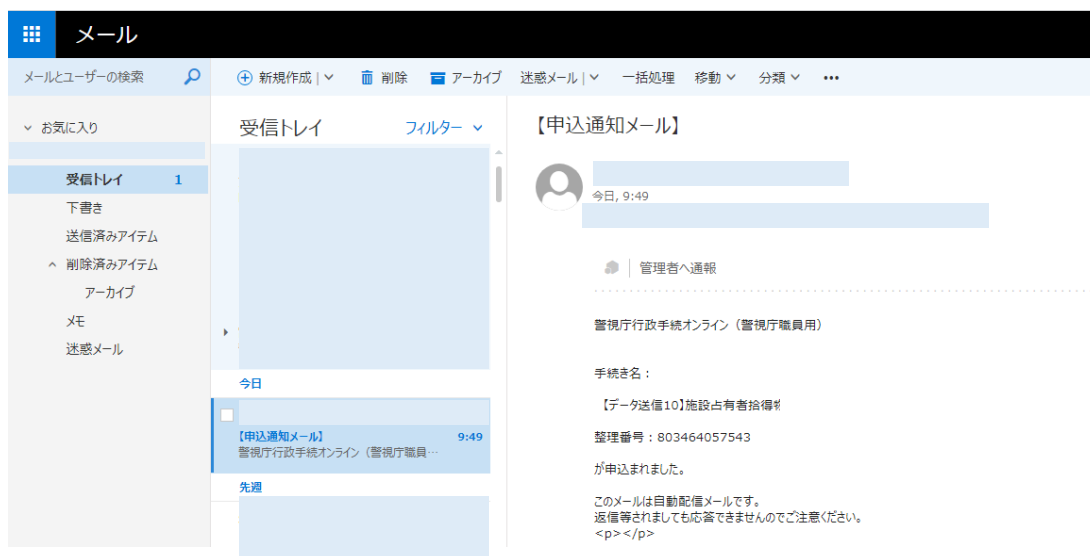 メール
メールとユーザーの検索
新規作成 | 削除 アーカイブ 迷惑メール | 一括処理 移動 分類 •••
お気に入り
受信トレイ 1
下書き
送信済みアイテム
削除済みアイテム
アーカイブ
メモ
迷惑メール
受信トレイ フィルター
今日
【申込通知メール】 9:49
警視庁行政手続オンライン（警視庁職員…
先週
【申込通知メール】
今日, 9:49
管理者へ通報
警視庁行政手続オンライン（警視庁職員用）
手続き名：
【データ送信10】施設占有者拾得物
整理番号：803464057543
が申込まれました。
このメールは自動配信メールです。
返信等されましても応答できませんのでご注意ください。
<p></p>